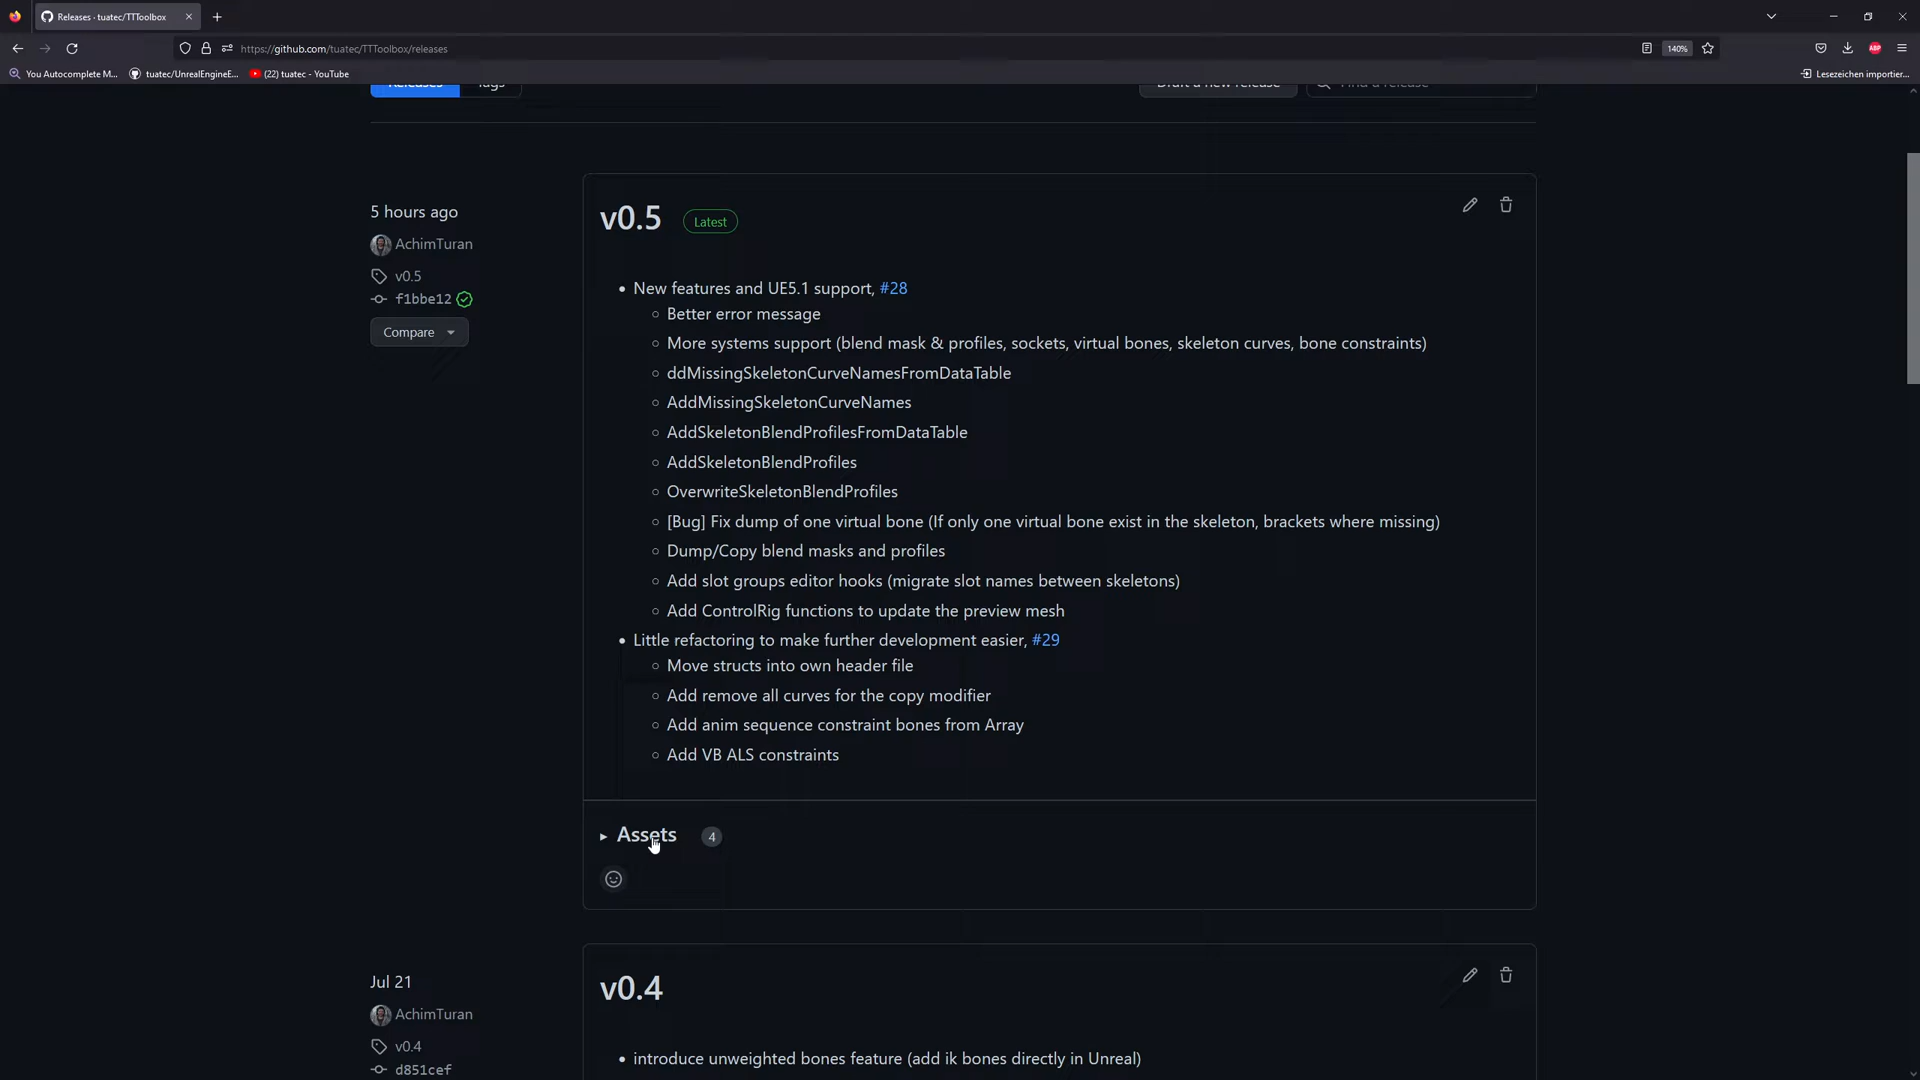 Releases · tuatec/TTToolbox
https://github.com/tuatec/TTToolbox/releases
140%
ABP
You Autocomplete M...
tuatec/UnrealEngineE...
(22) tuatec - YouTube
Lesezeichen importier...
Releases
Tags
Draft a new release
Find a release
5 hours ago
AchimTuran
v0.5
f1bbe12
Compare
v0.5
Latest
New features and UE5.1 support, #28
Better error message
More systems support (blend mask & profiles, sockets, virtual bones, skeleton curves, bone constraints)
ddMissingSkeletonCurveNamesFromDataTable
AddMissingSkeletonCurveNames
AddSkeletonBlendProfilesFromDataTable
AddSkeletonBlendProfiles
OverwriteSkeletonBlendProfiles
[Bug] Fix dump of one virtual bone (If only one virtual bone exist in the skeleton, brackets where missing)
Dump/Copy blend masks and profiles
Add slot groups editor hooks (migrate slot names between skeletons)
Add ControlRig functions to update the preview mesh
Little refactoring to make further development easier, #29
Move structs into own header file
Add remove all curves for the copy modifier
Add anim sequence constraint bones from Array
Add VB ALS constraints
Assets 4
Jul 21
AchimTuran
v0.4
d851cef
v0.4
introduce unweighted bones feature (add ik bones directly in Unreal)